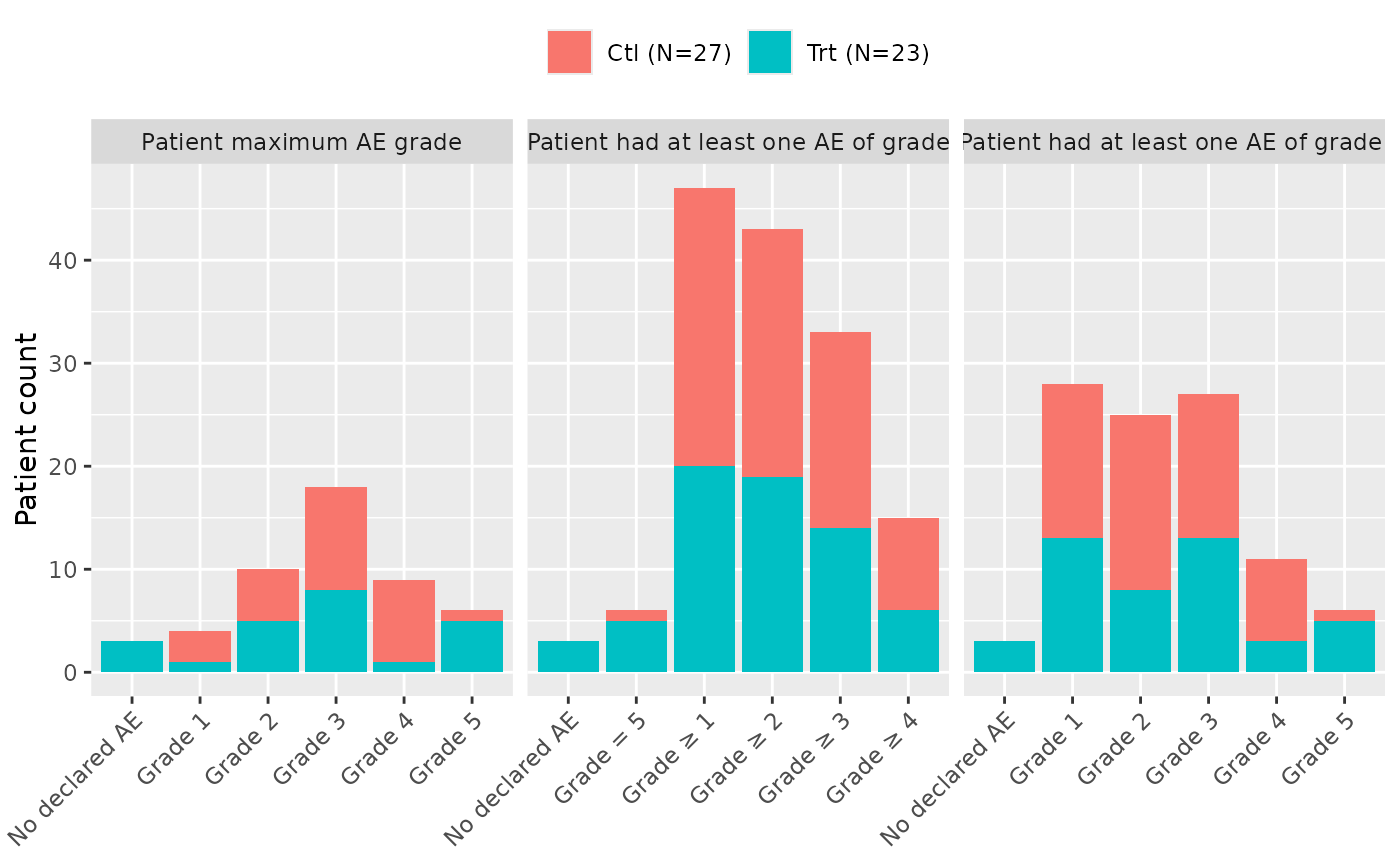 Ctl (N=27) Trt (N=23)
Patient maximum AE grade
Patient had at least one AE of grade
Patient had at least one AE of grade
Patient count
40
30
20
10
0
No declared AE
Grade 1
Grade 2
Grade 3
Grade 4
Grade 5
No declared AE
Grade = 5
Grade ≥ 1
Grade ≥ 2
Grade ≥ 3
Grade ≥ 4
No declared AE
Grade 1
Grade 2
Grade 3
Grade 4
Grade 5